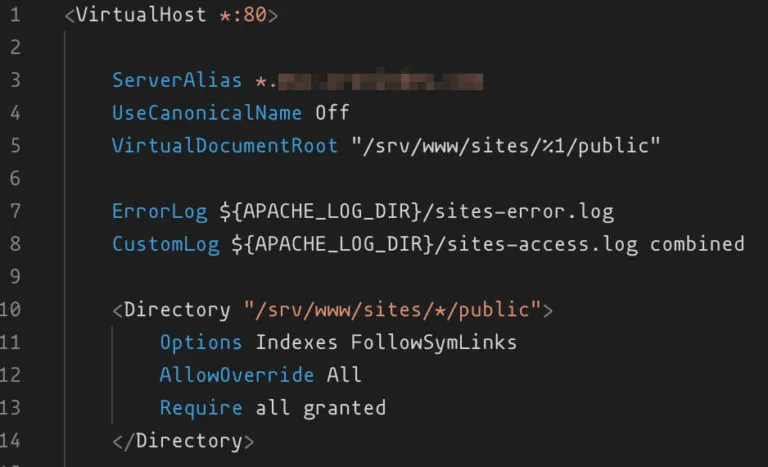 1 <VirtualHost *:80>
2
3 ServerAlias *.
4 UseCanonicalName Off
5 VirtualDocumentRoot "/srv/www/sites/%1/public"
6
7 ErrorLog ${APACHE_LOG_DIR}/sites-error.log
8 CustomLog ${APACHE_LOG_DIR}/sites-access.log combined
9
10 <Directory "/srv/www/sites/*/public">
11 Options Indexes FollowSymLinks
12 AllowOverride All
13 Require all granted
14 </Directory>